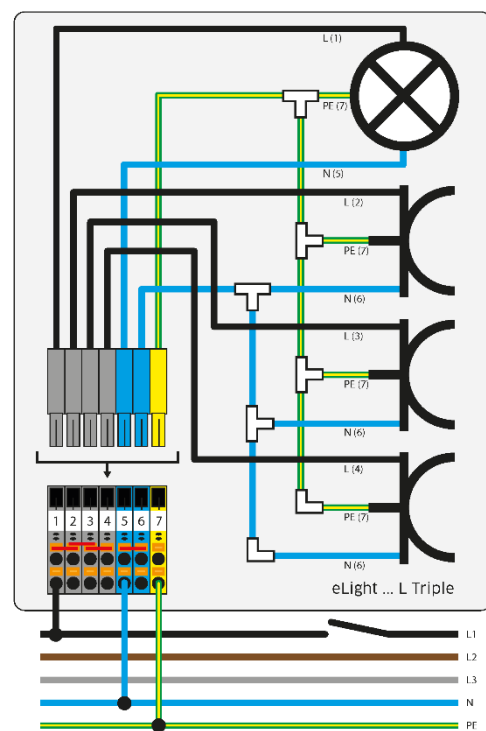 L (1)
PE (7)
N (5)
L (2)
PE (7)
N (6)
L (3)
PE (7)
N (6)
L (4)
PE (7)
N (6)
1 2 3 4 5 6 7
eLight ... L Triple
L1
L2
L3
N
PE